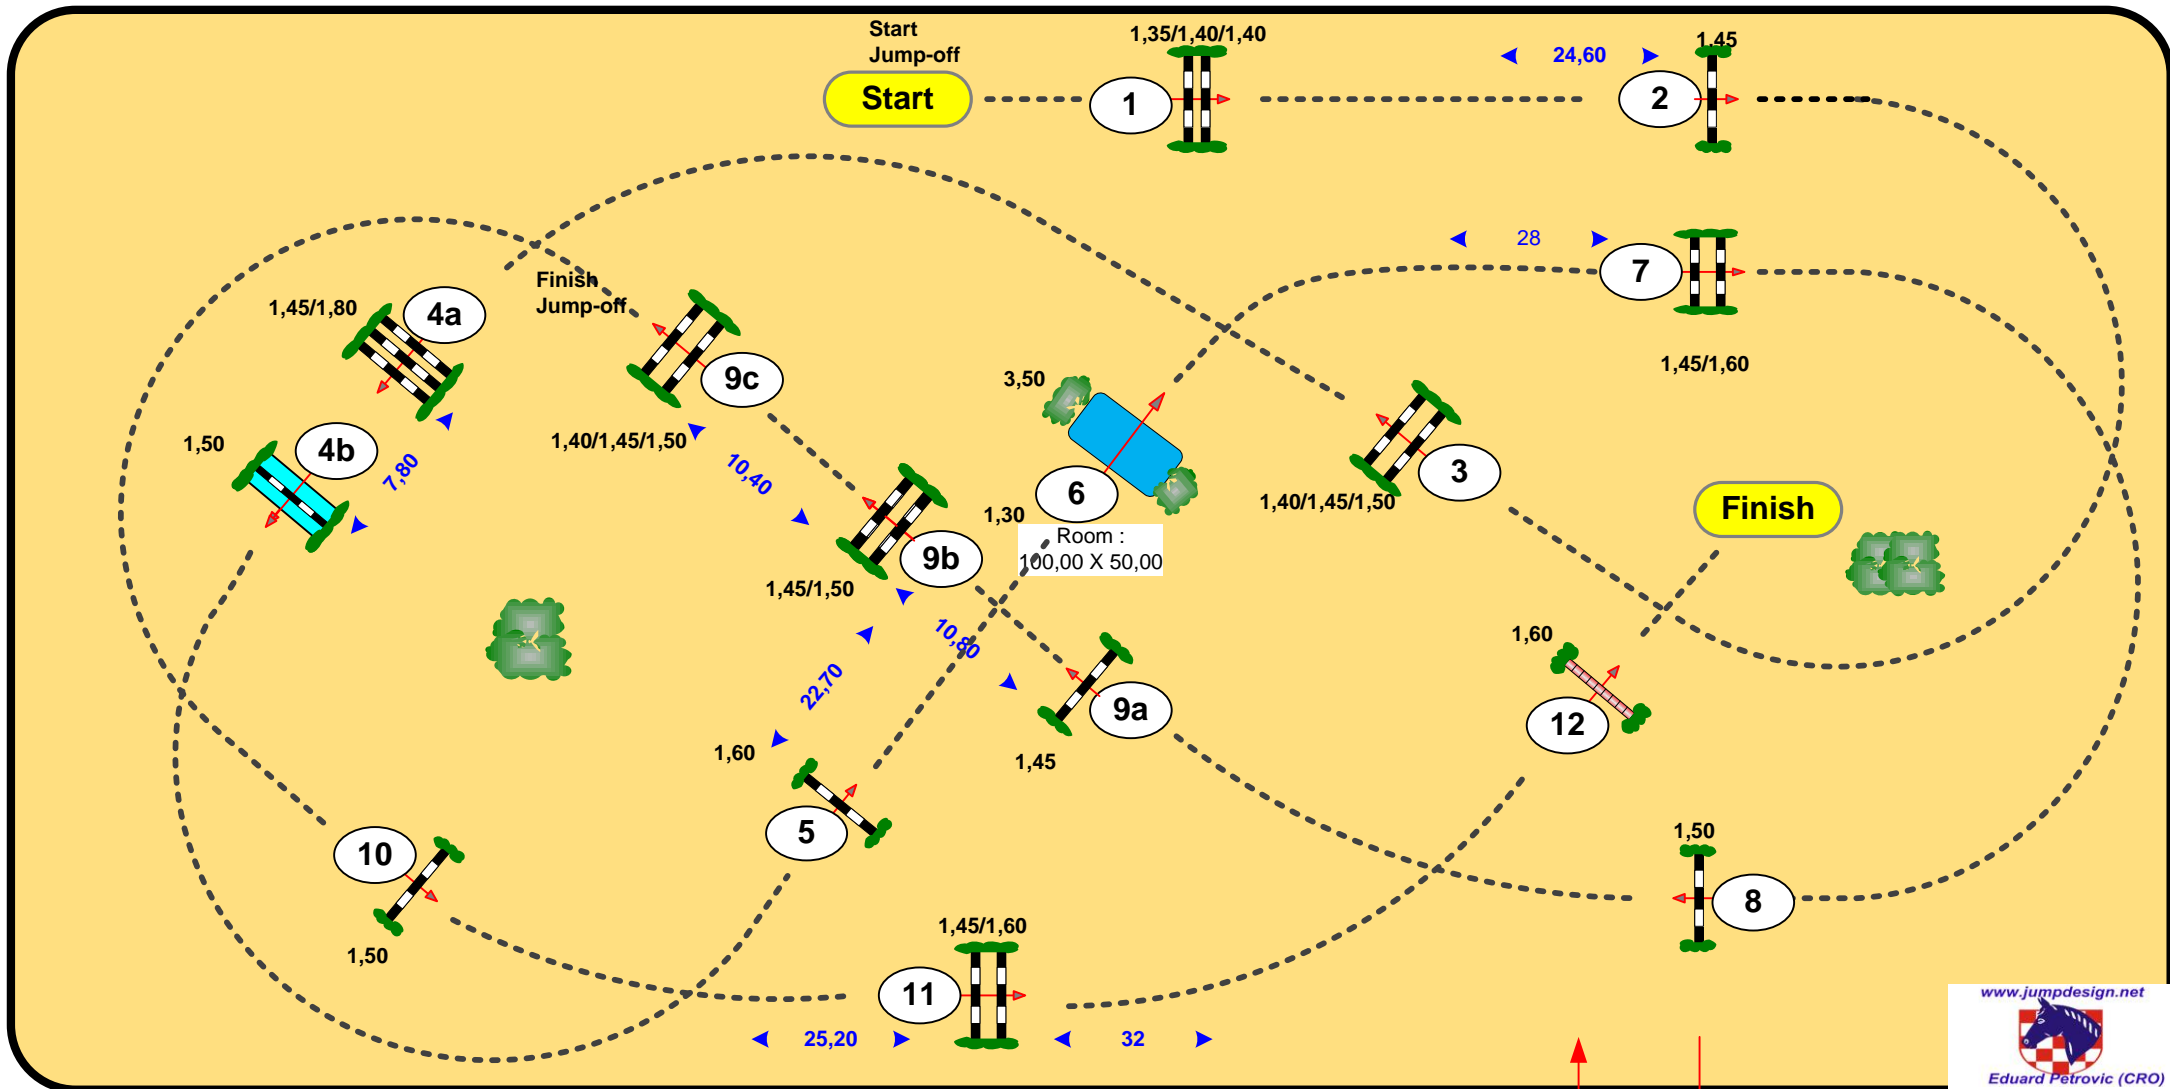 Start
Jump-off
Start
1,35/1,40/1,40
1
24,60
1,45
2
28
7
1,45/1,60
Finish
Jump-off
1,45/1,80
4a
9c
1,40/1,45/1,50
1,50
4b
7,80
10,40
3,50
6
1,30
Room :
100,00 X 50,00
3
1,40/1,45/1,50
Finish
9b
1,45/1,50
10,80
22,70
9a
1,45
1,60
12
1,60
5
10
1,50
1,50
8
1,45/1,60
11
25,20
32
www.jumpdesign.net
Eduard Petrovic (CRO)